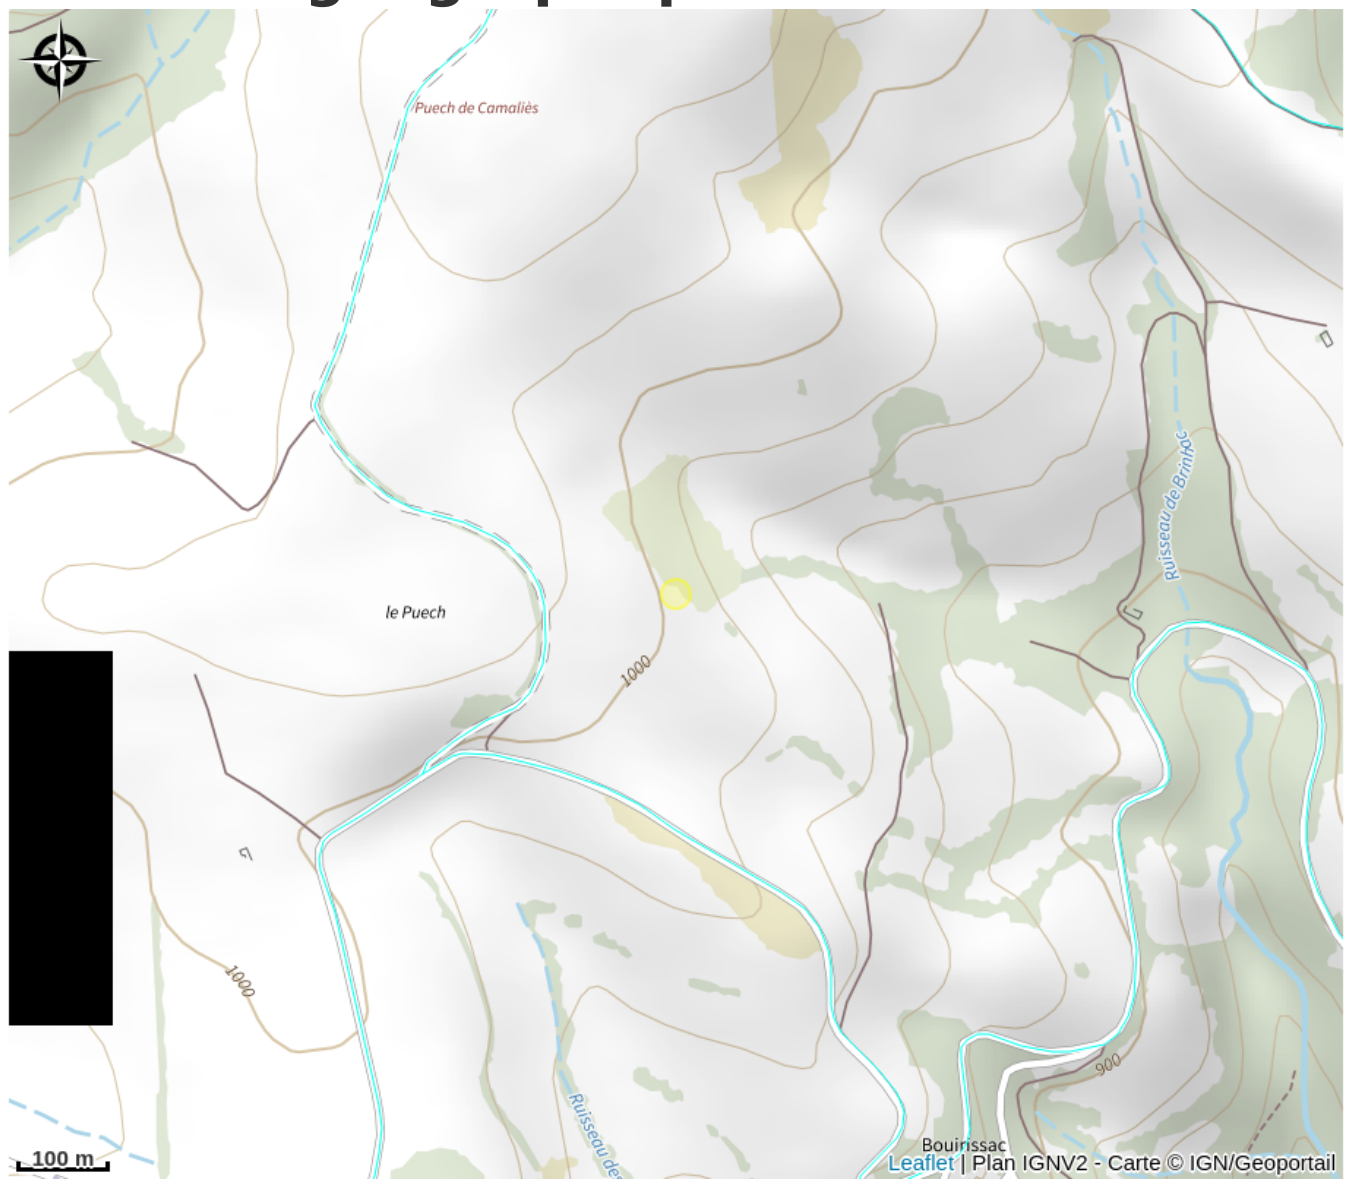 Puech de Camaliès
Ruisseau de Brinhac
le Puech
1000
1000
900
Ruisseau des
Bouirissac
100 m
Leaflet | Plan IGNV2 - Carte © IGN/Geoportail